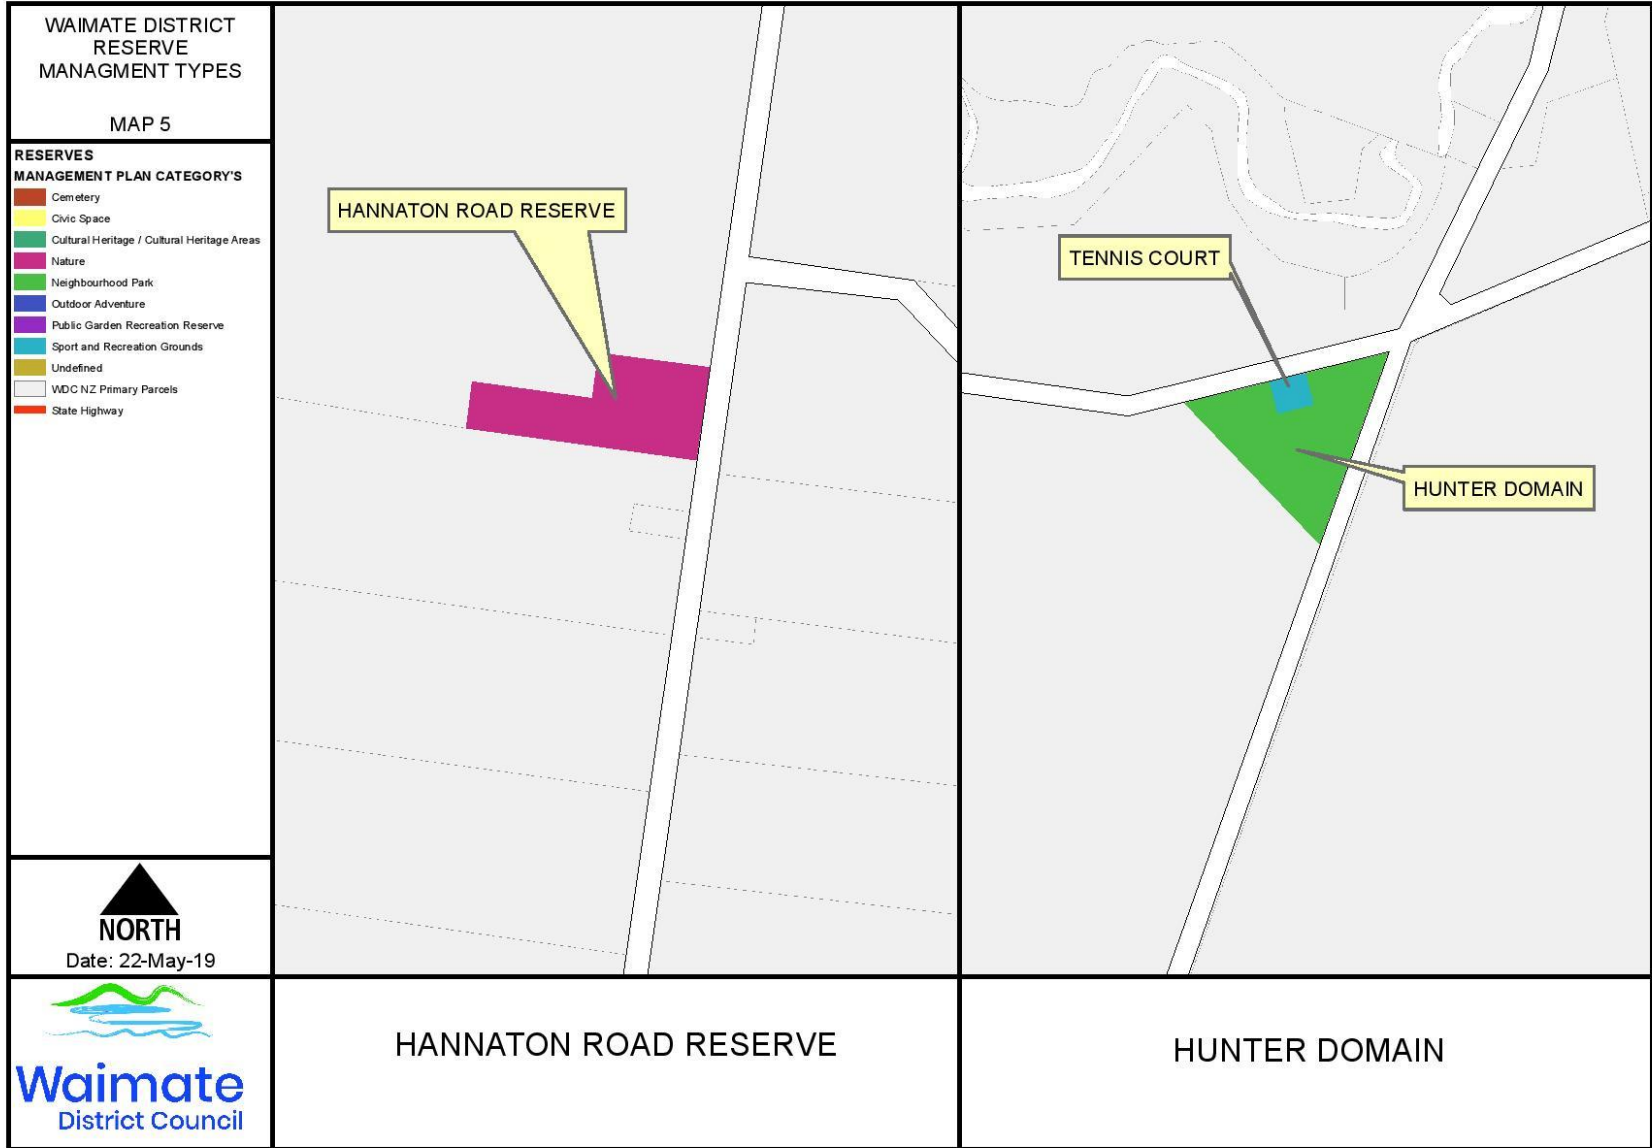 WAIMATE DISTRICT
RESERVE
MANAGMENT TYPES
MAP 5
RESERVES
MANAGEMENT PLAN CATEGORY'S
Cemetery
Civic Space
Cultural Heritage / Cultural Heritage Areas
Nature
Neighbourhood Park
Outdoor Adventure
Public Garden Recreation Reserve
Sport and Recreation Grounds
Undefined
WDC NZ Primary Parcels
State Highway
NORTH
Date: 22-May-19
Waimate
District Council
HANNATON ROAD RESERVE
HANNATON ROAD RESERVE
TENNIS COURT
HUNTER DOMAIN
HUNTER DOMAIN